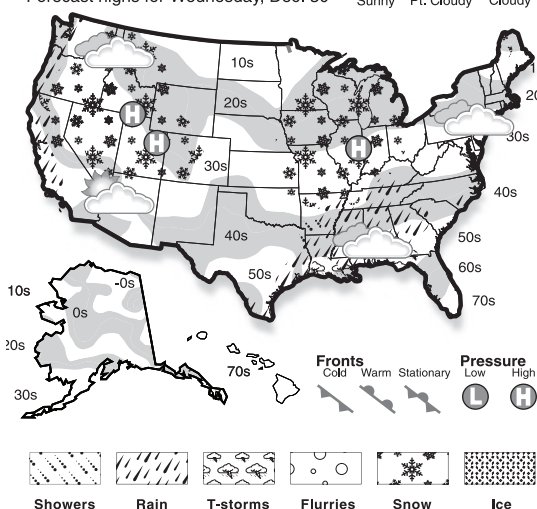 Forecast highs for Wednesday, Dec. 30
Sunny Pt. Cloudy Cloudy
10s
20s
30s
40s
50s
H
H
H
20s
30s
40s
50s
60s
70s
-0s
0s
10s
20s
30s
70s
Fronts
Cold Warm Stationary
Pressure
Low High
L H
Showers Rain T-storms Flurries Snow Ice